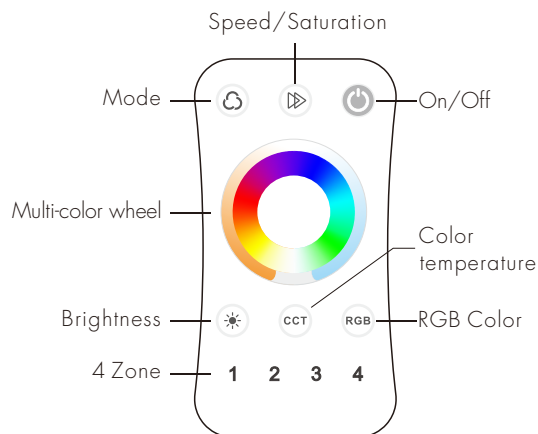 Speed/Saturation
Mode
On/Off
Multi-color wheel
Color
temperature
Brightness
CCT
RGB
RGB Color
4 Zone
1 2 3 4